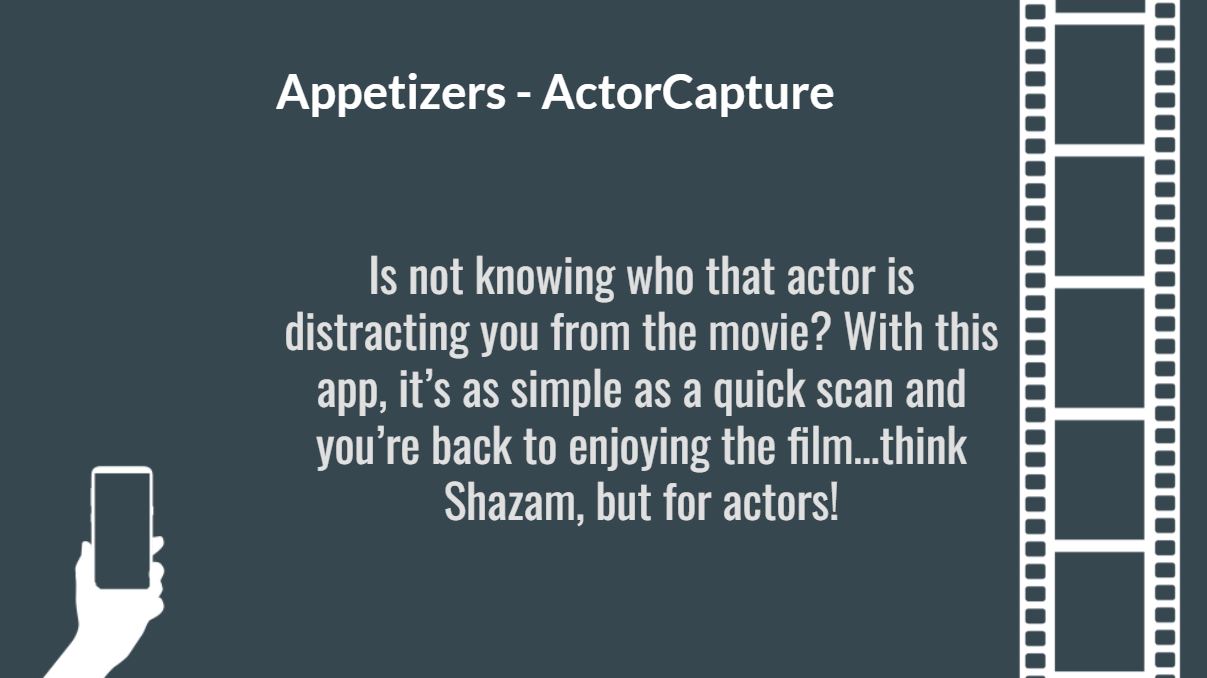 Appetizers - ActorCapture
Is not knowing who that actor is
distracting you from the movie? With this
app, it’s as simple as a quick scan and
you’re back to enjoying the film...think
Shazam, but for actors!